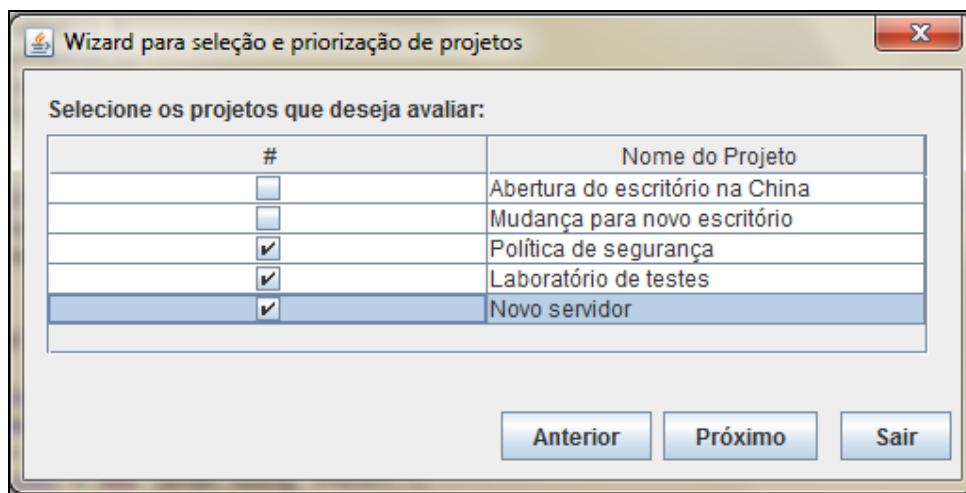 Wizard para seleção e priorização de projetos
Selecione os projetos que deseja avaliar:
# Nome do Projeto
Abertura do escritório na China
Mudança para novo escritório
Política de segurança
Laboratório de testes
Novo servidor
Anterior Próximo Sair